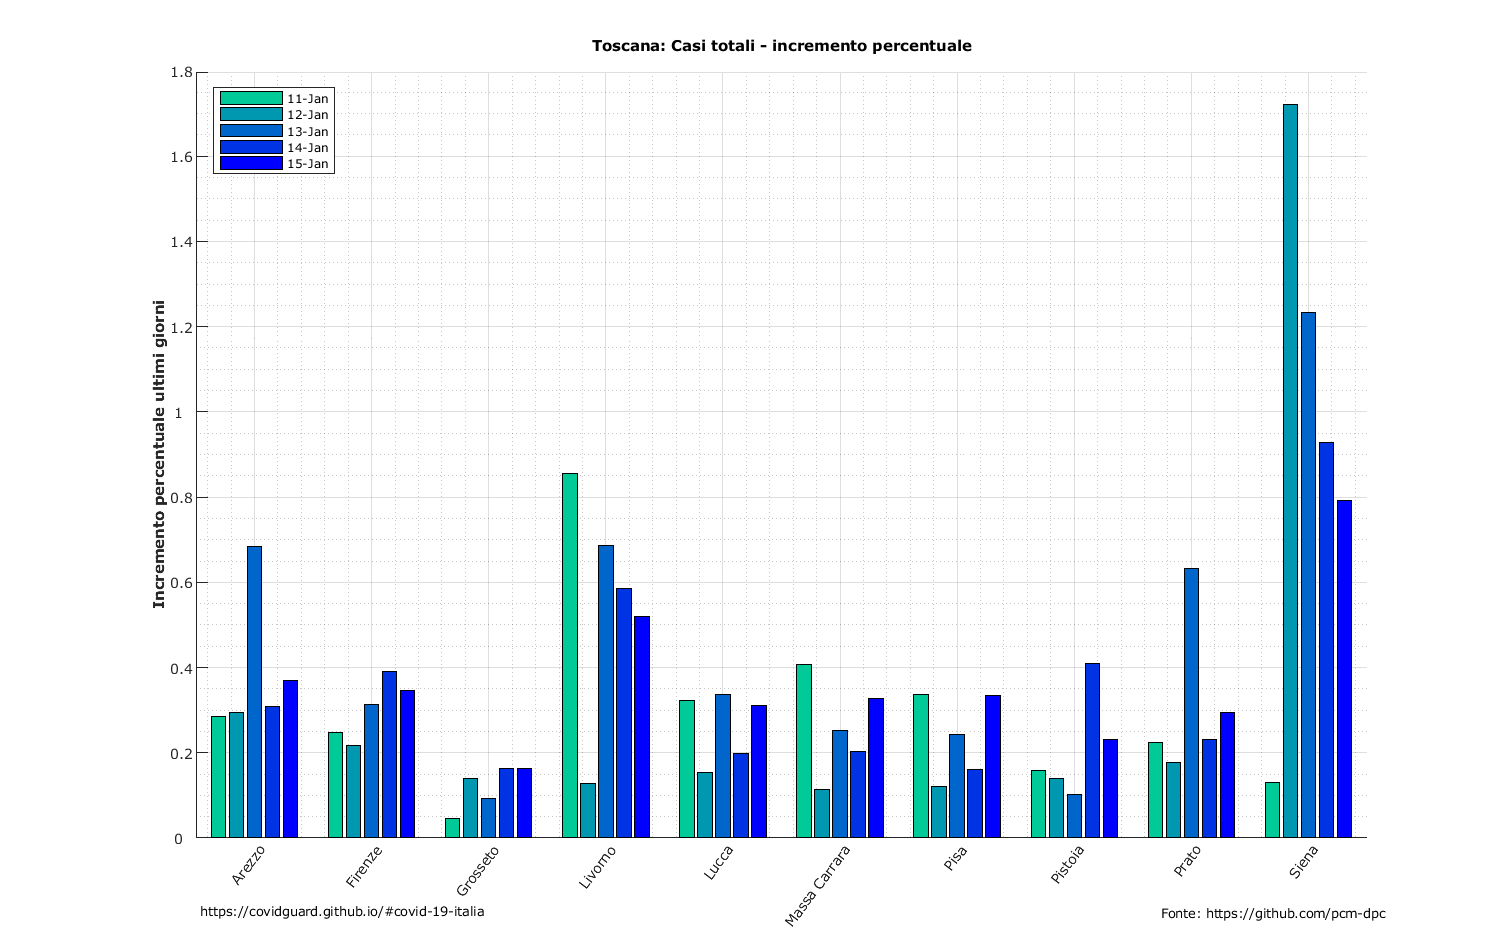 Toscana: Casi totali - incremento percentuale
Incremento percentuale ultimi giorni
1.8
1.6
1.4
1.2
1
0.8
0.6
0.4
0.2
0
11-Jan
12-Jan
13-Jan
14-Jan
15-Jan
Arezzo
Firenze
Grosseto
Livorno
Lucca
Massa Carrara
Pisa
Pistoia
Prato
Siena
https://covidguard.github.io/#covid-19-italia
Fonte: https://github.com/pcm-dpc